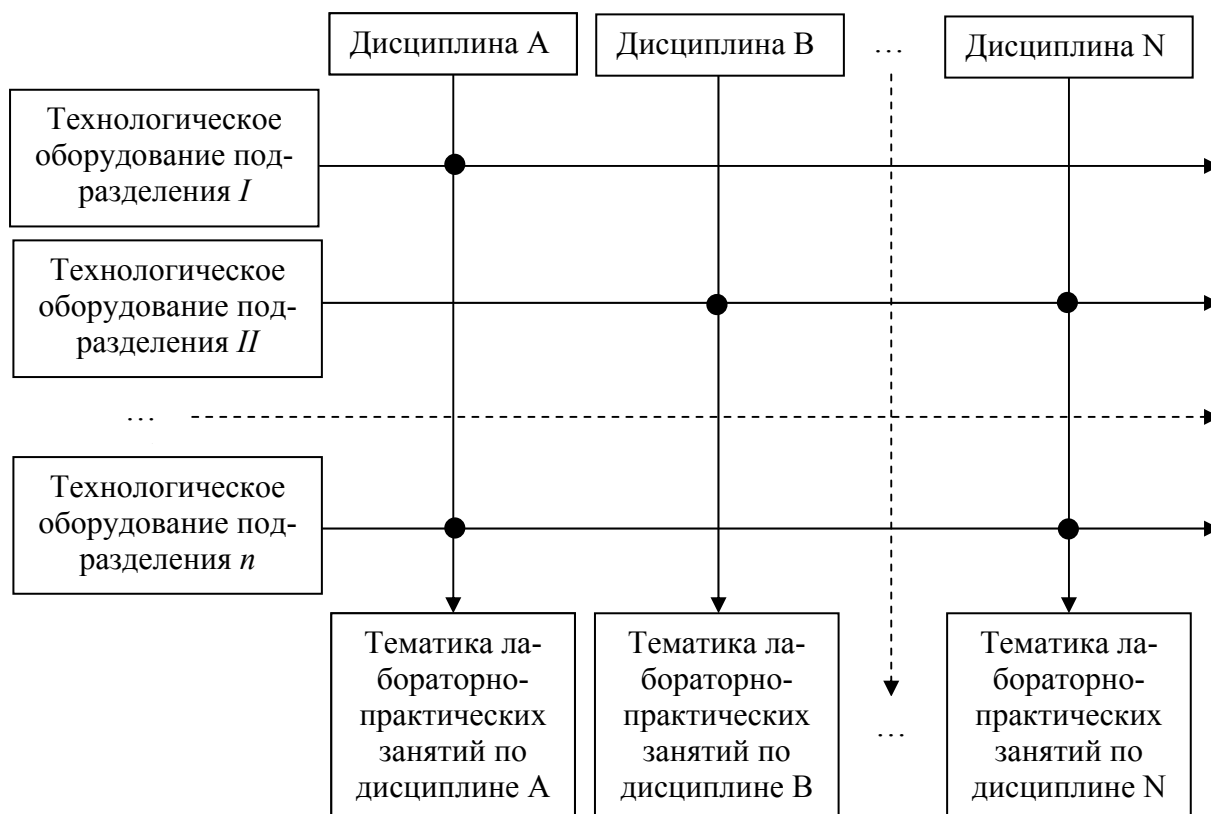 Дисциплина A
Дисциплина B
…
Дисциплина N
Технологическое
оборудование под-
разделения I
Технологическое
оборудование под-
разделения II
…
Технологическое
оборудование под-
разделения n
Тематика ла-
бораторно-
практических
занятий по
дисциплине A
Тематика ла-
бораторно-
практических
занятий по
дисциплине B
…
Тематика ла-
бораторно-
практических
занятий по
дисциплине N